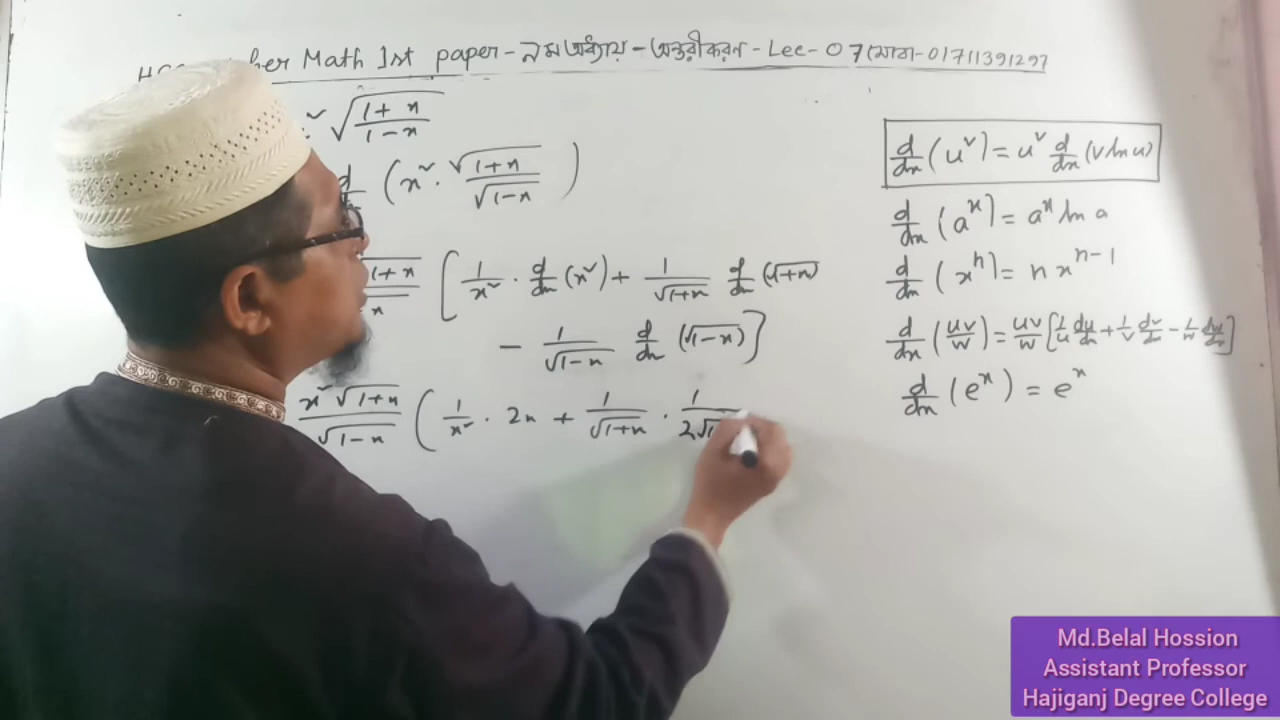 Higher Math 1st paper - নবম অধ্যায় - অন্তরীকরণ - Lec - 07 (মোবা - 01711391297
√(1+x)/(1-x)
d/dx (x² . √(1+x)/√(1-x))
√(1+x) [1/x² . d/dx (x²) + 1/√(1+x) d/dx (√(1+x))
- 1/√(1-x) d/dx (√(1-x))]
x² √(1+x)/√(1-x) (1/x² . 2x + 1/√(1+x) . 1/2√1
d/dx (u^v) = u^v d/dx (v ln u)
d/dx (a^x) = a^x ln a
d/dx (x^n) = n x^(n-1)
d/dx (uv/w) = uv/w [1/u du/dx + 1/v dv/dx - 1/w dw/dx]
d/dx (e^x) = e^x
Md.Belal Hossion
Assistant Professor
Hajiganj Degree College